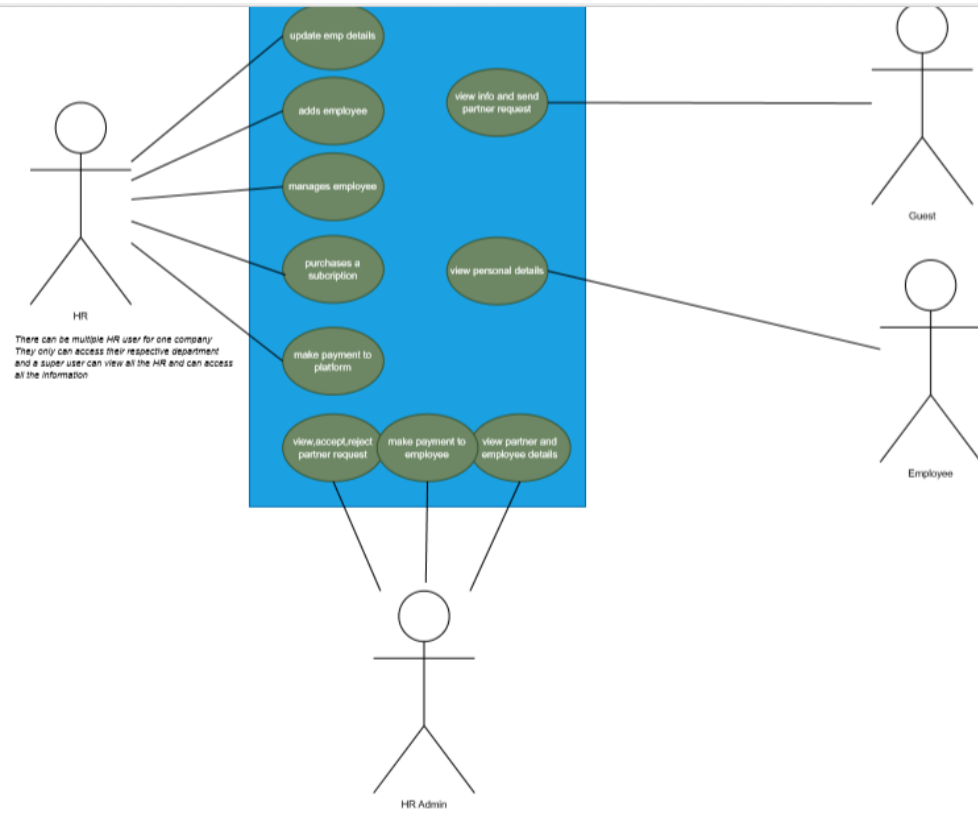 update emp details
adds employee
view info and send
partner request
manages employee
Guest
purchases a
subcription
view personal details
HR
There can be multiple HR user for one company
They only can access their respective department
and a super user can view all the HR and can access
all the information
make payment to
platform
view,accept,reject
partner request
make payment to
employee
view partner and
employee details
Employee
HR Admin